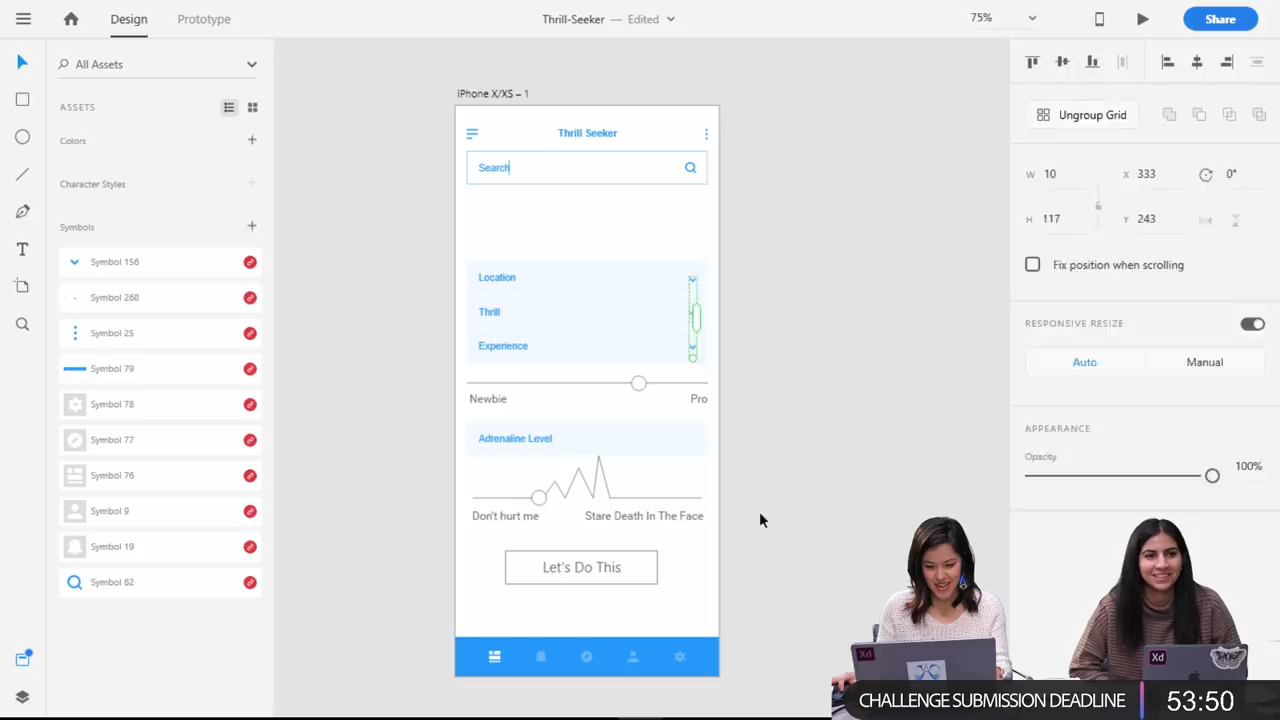 Design
Prototype
Thrill-Seeker — Edited
75%
Share
All Assets
ASSETS
Colors
Character Styles
Symbols
Symbol 156
Symbol 268
Symbol 25
Symbol 79
Symbol 78
Symbol 77
Symbol 76
Symbol 9
Symbol 19
Symbol 62
iPhone X/XS – 1
Thrill Seeker
Search
Location
Thrill
Experience
Newbie
Pro
Adrenaline Level
Don't hurt me
Stare Death In The Face
Let's Do This
Ungroup Grid
W 10
X 333
0°
H 117
Y 243
Fix position when scrolling
RESPONSIVE RESIZE
Auto
Manual
APPEARANCE
Opacity
100%
Xd
Xd
CHALLENGE SUBMISSION DEADLINE
53:50